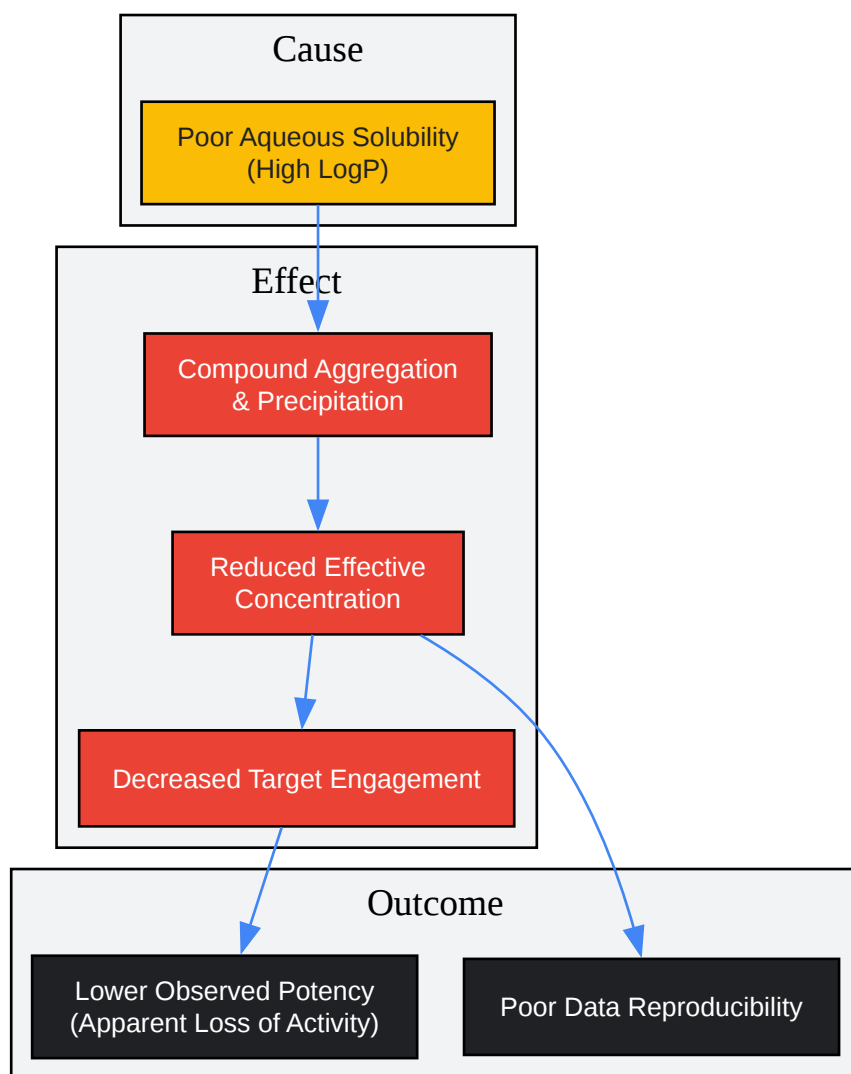 Cause
Poor Aqueous Solubility
(High LogP)
Effect
Compound Aggregation
& Precipitation
Reduced Effective
Concentration
Decreased Target Engagement
Outcome
Lower Observed Potency
(Apparent Loss of Activity)
Poor Data Reproducibility